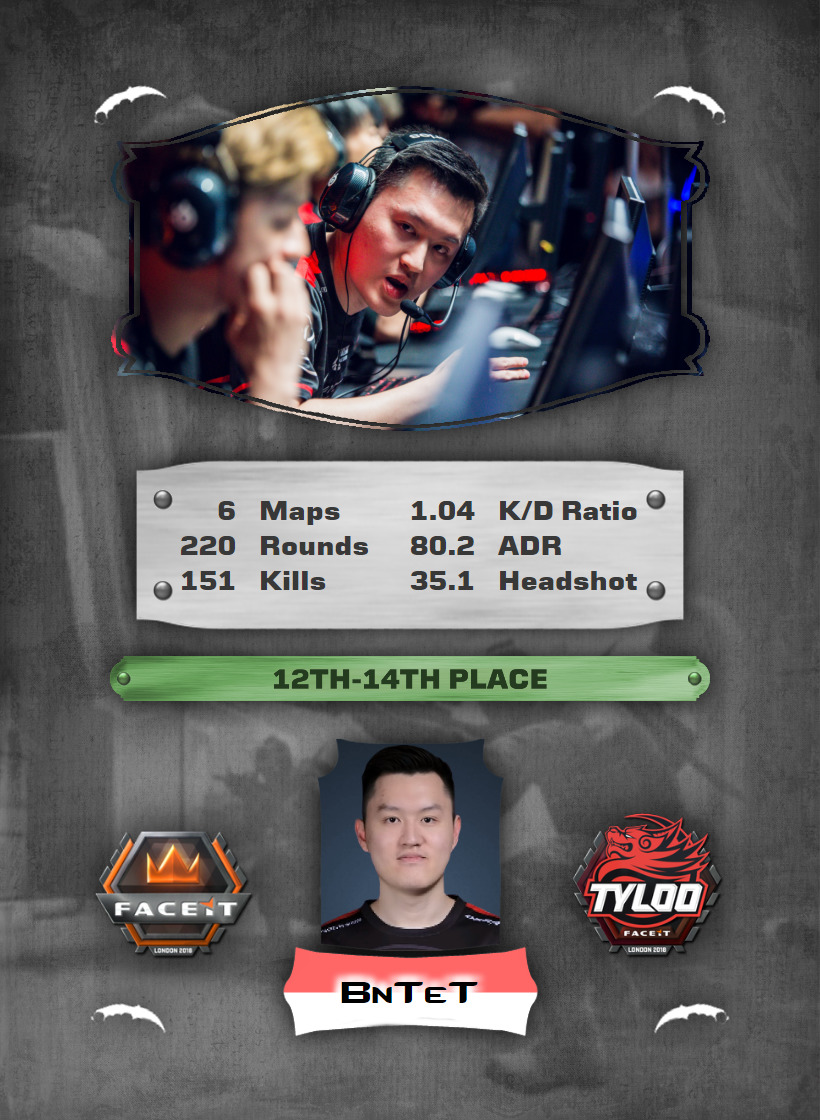 6 Maps 1.04 K/D Ratio
220 Rounds 80.2 ADR
151 Kills 35.1 Headshot
12TH-14TH PLACE
FACEIT
LONDON 2018
TYLOO
FACEIT
LONDON 2018
BnTeT